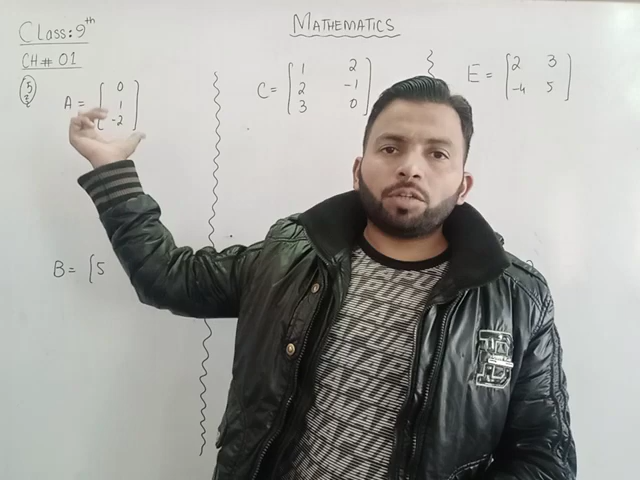 MATHEMATICS
CLASS: 9th
CH# 01
A = [0
1
-2]
C = [1 2
2 -1
3 0]
E = [2 3
-4 5]
B = [5
B